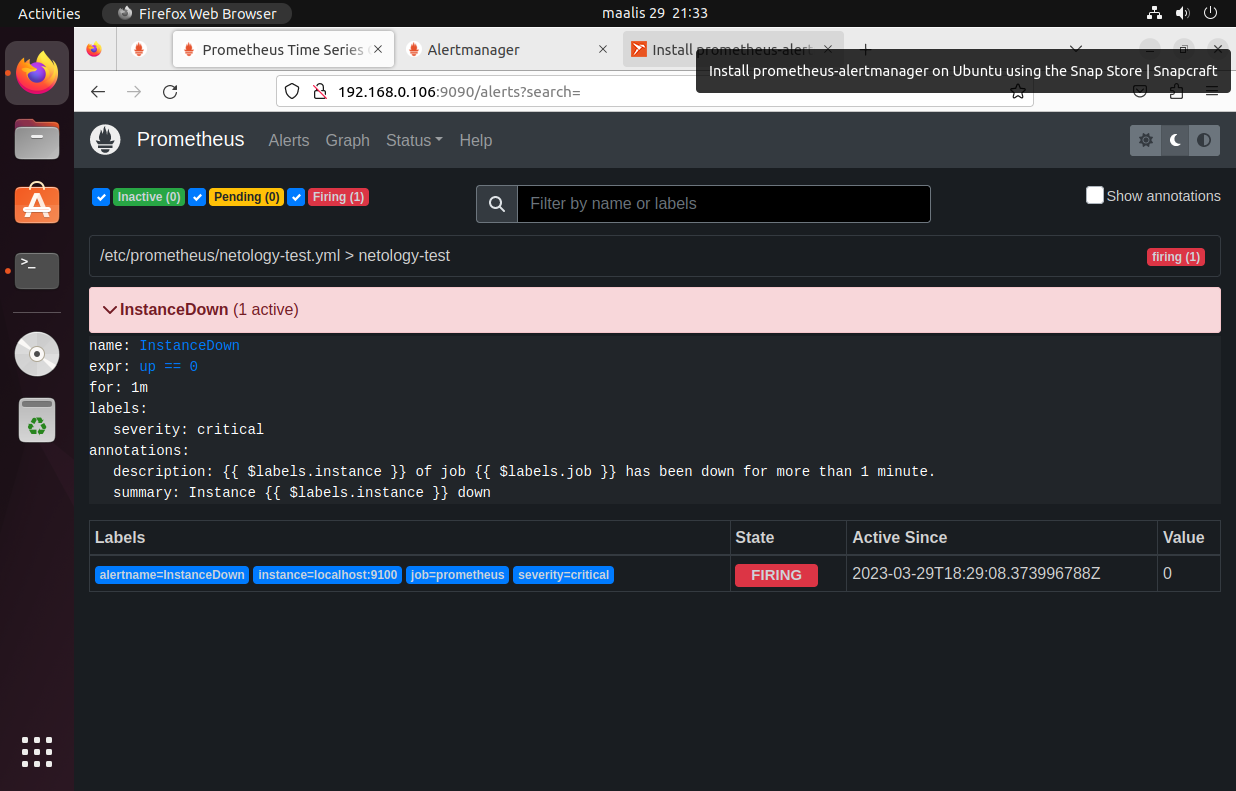 Activities Firefox Web Browser maalis 29 21:33
Prometheus Time Series Alertmanager Install prometheus-alert
Install prometheus-alertmanager on Ubuntu using the Snap Store | Snapcraft
192.168.0.106:9090/alerts?search=
Prometheus Alerts Graph Status Help
Inactive (0) Pending (0) Firing (1) Filter by name or labels Show annotations
/etc/prometheus/netology-test.yml > netology-test firing (1)
InstanceDown (1 active)
name: InstanceDown
expr: up == 0
for: 1m
labels:
severity: critical
annotations:
description: {{ $labels.instance }} of job {{ $labels.job }} has been down for more than 1 minute.
summary: Instance {{ $labels.instance }} down
Labels State Active Since Value
alertname=InstanceDown instance=localhost:9100 job=prometheus severity=critical FIRING 2023-03-29T18:29:08.373996788Z 0